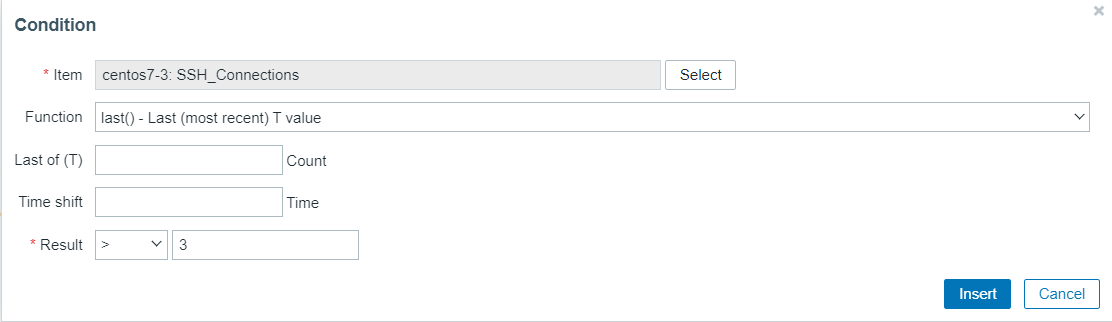 Condition
* Item centos7-3: SSH_Connections Select
Function last() - Last (most recent) T value
Last of (T) Count
Time shift Time
* Result > 3
Insert Cancel